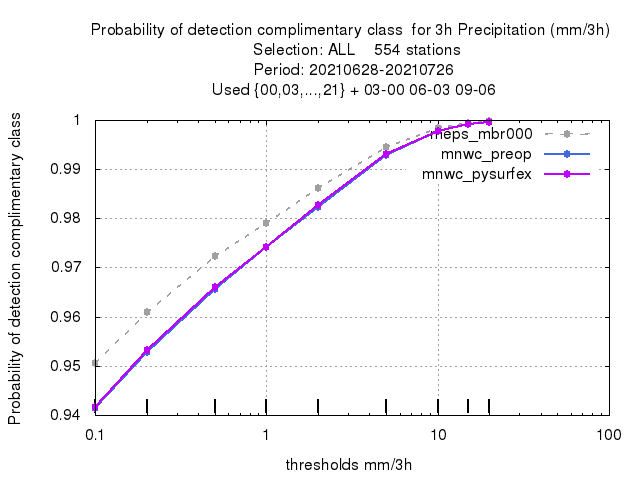 Probability of detection complimentary class  for 3h Precipitation (mm/3h)
Selection: ALL    554 stations
Period: 20210628-20210726
Used {00,03,...,21} + 03-00 06-03 09-06
Probability of detection complimentary class
1
0.99
0.98
0.97
0.96
0.95
0.94
meps_mbr000
mnwc_preop
mnwc_pysurfex
0.1
1
10
100
thresholds mm/3h